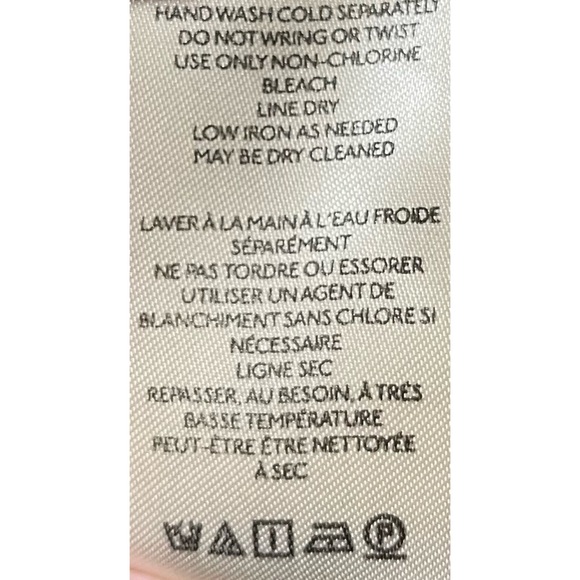 HAND WASH COLD SEPARATELY
DO NOT WRING OR TWIST
USE ONLY NON-CHLORINE
BLEACH
LINE DRY
LOW IRON AS NEEDED
MAY BE DRY CLEANED
LAVER À LA MAIN À L'EAU FROIDE
SÉPARÉMENT
NE PAS TORDRE OU ESSORER
UTILISER UN AGENT DE
BLANCHIMENT SANS CHLORE SI
NÉCESSAIRE
LIGNE SEC
REPASSER, AU BESOIN, À TRÈS
BASSE TEMPÉRATURE
PEUT-ÊTRE ÊTRE NETTOYÉE
À SEC
P